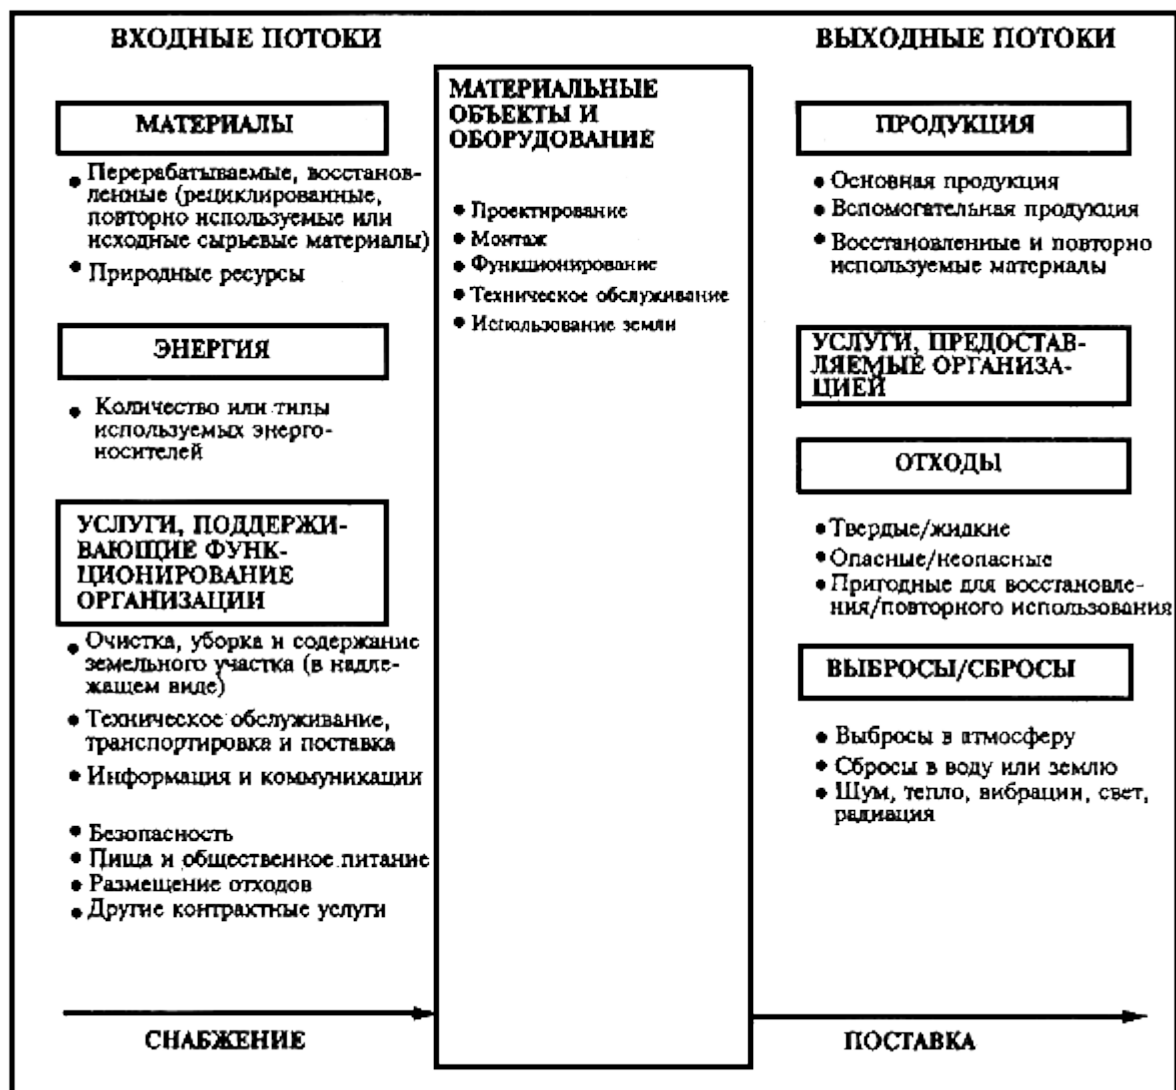 ВХОДНЫЕ ПОТОКИ
МАТЕРИАЛЫ
• Перерабатываемые, восстанов-
ленные (рециклированные,
повторно используемые или
исходные сырьевые материалы)
• Природные ресурсы
ЭНЕРГИЯ
• Количество или типы
используемых энерго-
носителей
УСЛУГИ, ПОДДЕРЖИ-
ВАЮЩИЕ ФУНК-
ЦИОНИРОВАНИЕ
ОРГАНИЗАЦИИ
• Очистка, уборка и содержание
земельного участка (в надле-
жащем виде)
• Техническое обслуживание,
транспортировка и поставка
• Информация и коммуникации
• Безопасность
• Пища и общественное питание
• Размещение отходов
• Другие контрактные услуги
СНАБЖЕНИЕ
МАТЕРИАЛЬНЫЕ
ОБЪЕКТЫ И
ОБОРУДОВАНИЕ
• Проектирование
• Монтаж
• Функционирование
• Техническое обслуживание
• Использование земли
ВЫХОДНЫЕ ПОТОКИ
ПРОДУКЦИЯ
• Основная продукция
• Вспомогательная продукция
• Восстановленные и повторно
используемые материалы
УСЛУГИ, ПРЕДОСТАВ-
ЛЯЕМЫЕ ОРГАНИЗА-
ЦИЕЙ
ОТХОДЫ
• Твердые/жидкие
• Опасные/неопасные
• Пригодные для восстановле-
ния/повторного использования
ВЫБРОСЫ/СБРОСЫ
• Выбросы в атмосферу
• Сбросы в воду или землю
• Шум, тепло, вибрации, свет,
радиация
ПОСТАВКА